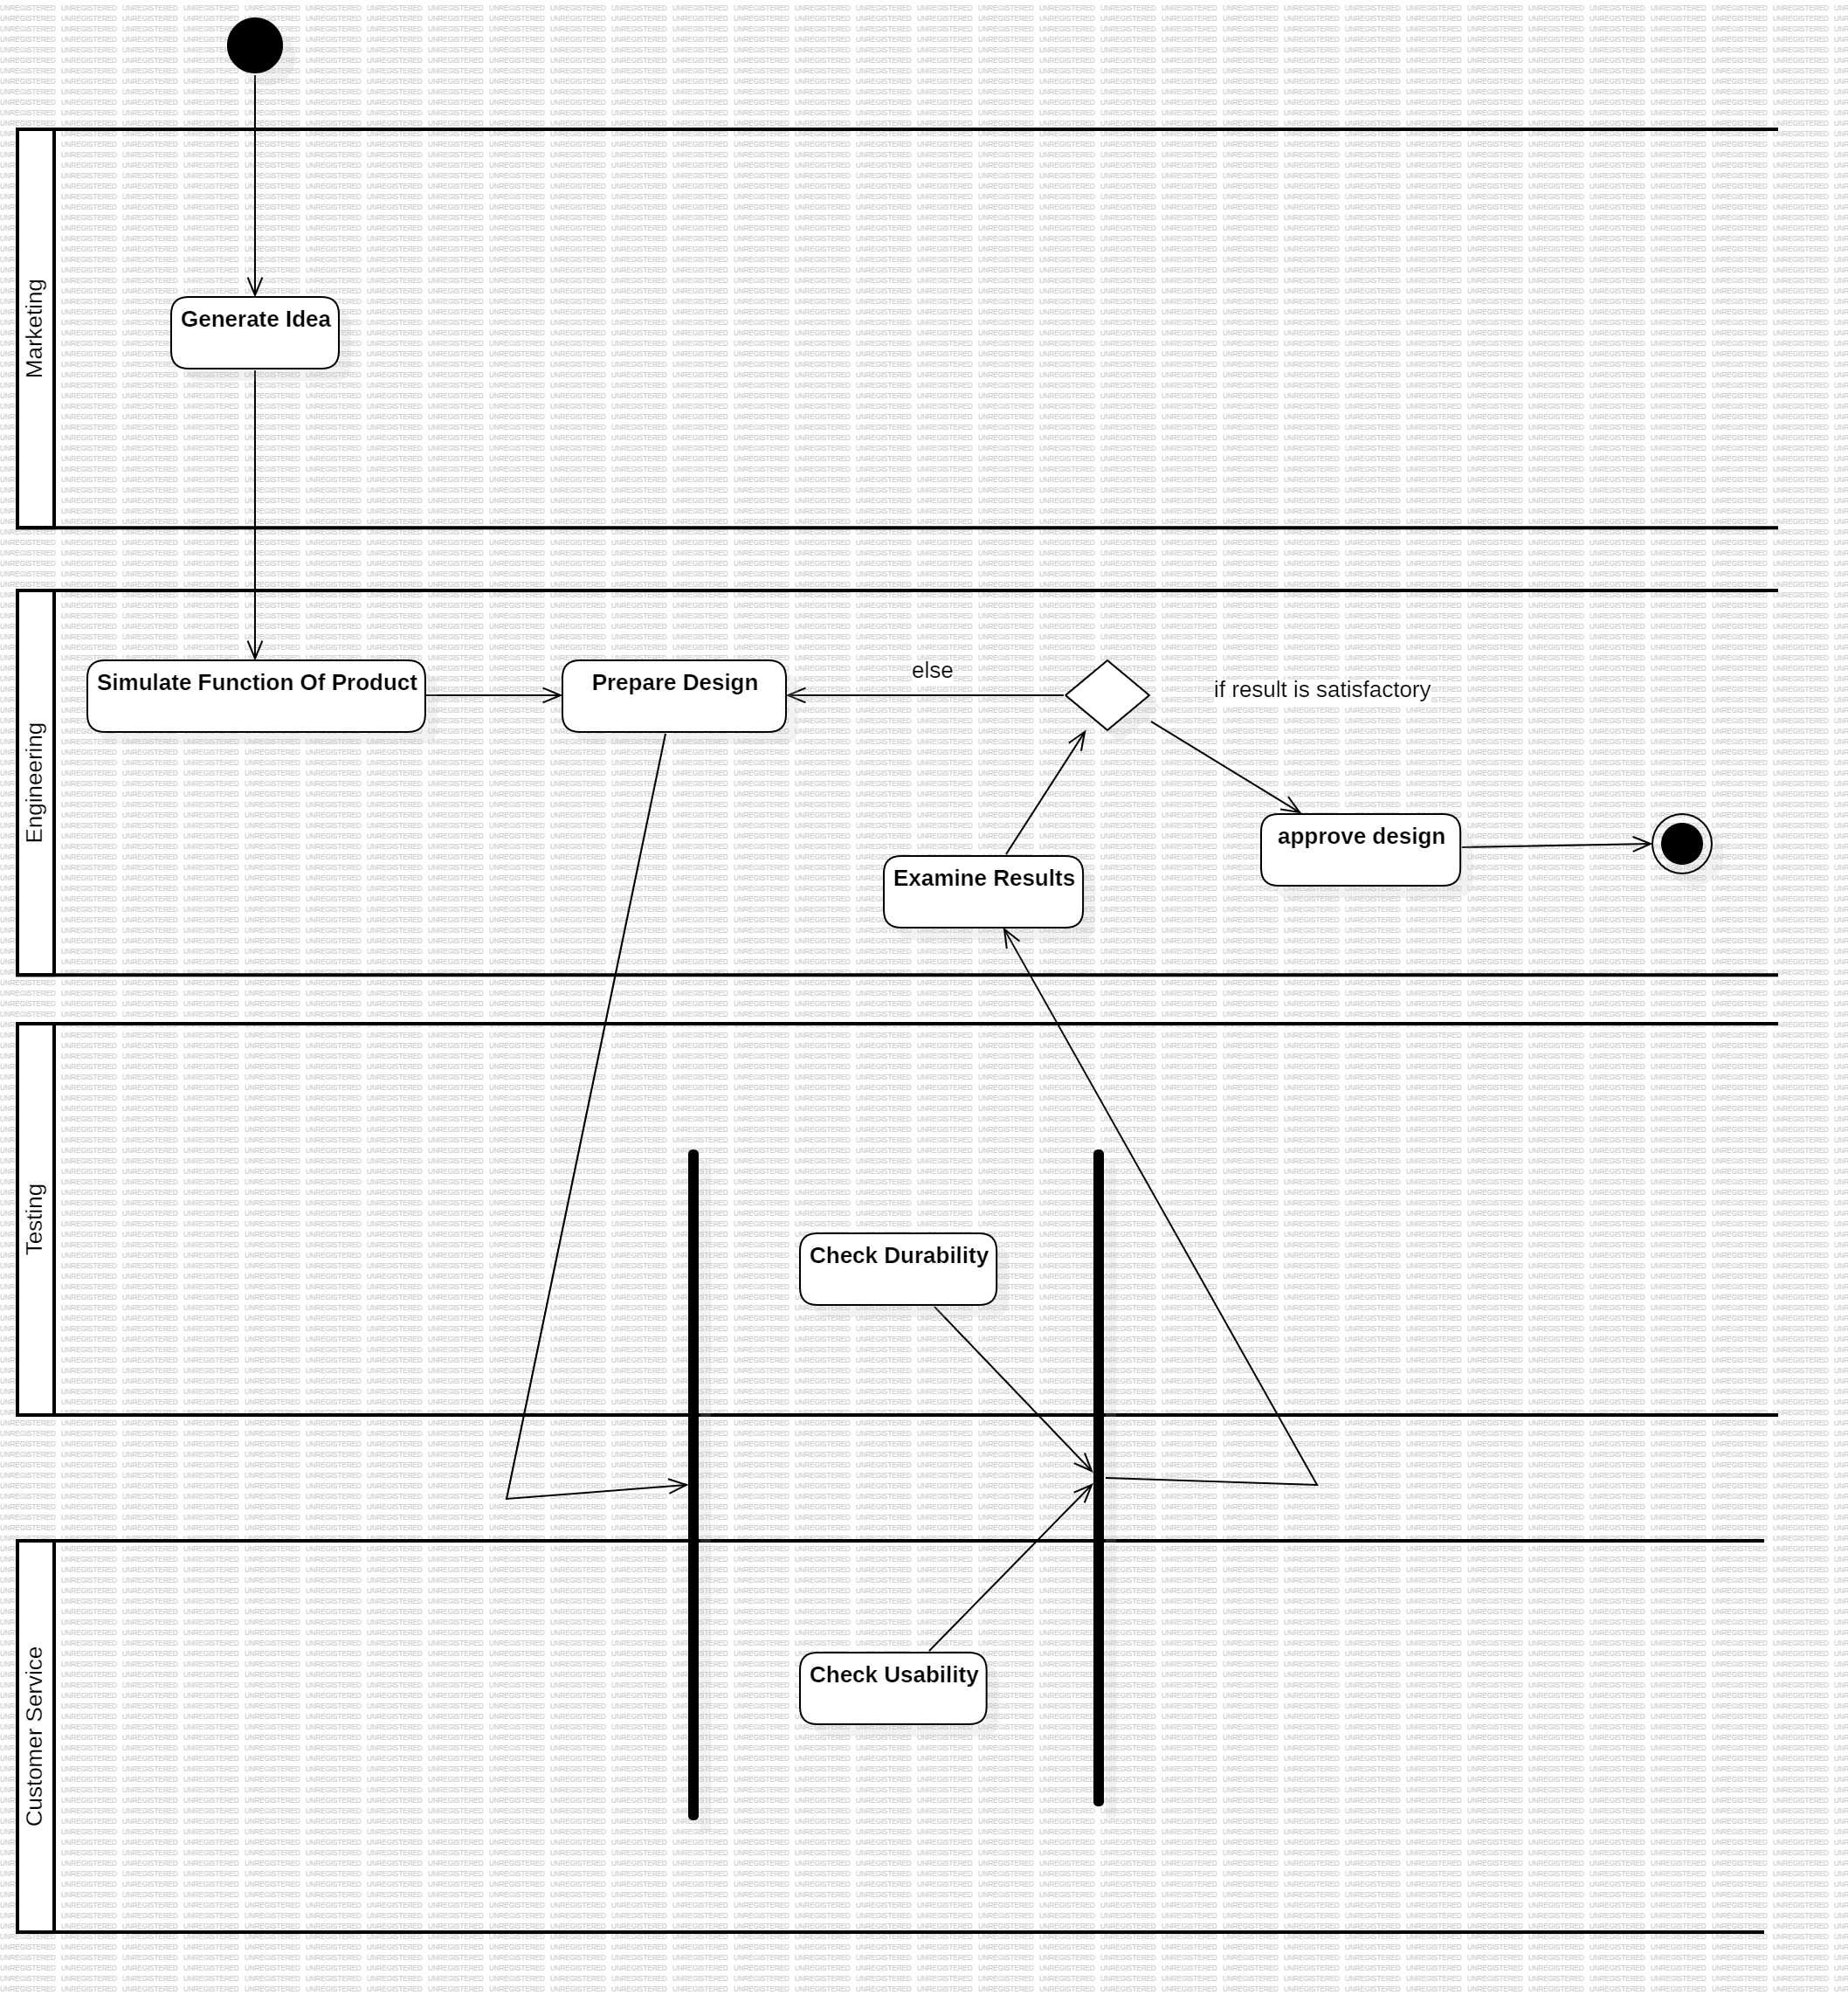 Marketing
Generate Idea
Engineering
Simulate Function Of Product
Prepare Design
else
if result is satisfactory
approve design
Examine Results
Testing
Check Durability
Customer Service
Check Usability
UNREGISTERED